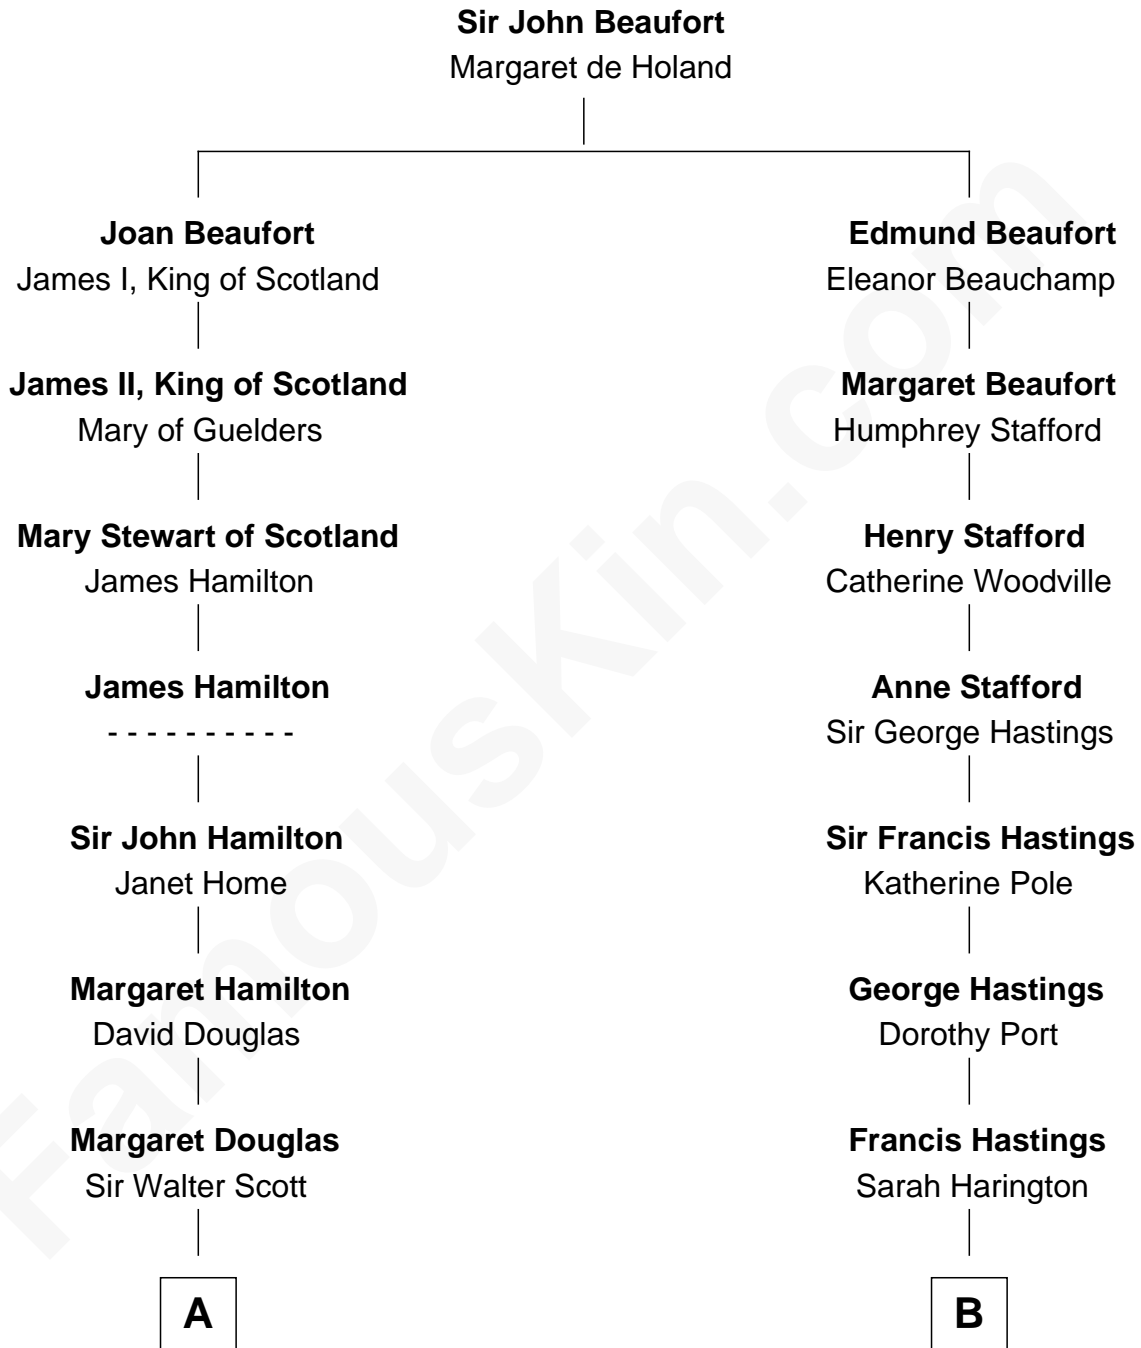 Sir John Beaufort
Margaret de Holand
Joan Beaufort
James I, King of Scotland
James II, King of Scotland
Mary of Guelders
Mary Stewart of Scotland
James Hamilton
James Hamilton
- - - - - - - - - -
Sir John Hamilton
Janet Home
Margaret Hamilton
David Douglas
Margaret Douglas
Sir Walter Scott
A
Edmund Beaufort
Eleanor Beauchamp
Margaret Beaufort
Humphrey Stafford
Henry Stafford
Catherine Woodville
Anne Stafford
Sir George Hastings
Sir Francis Hastings
Katherine Pole
George Hastings
Dorothy Port
Francis Hastings
Sarah Harington
B
FamousKin.com